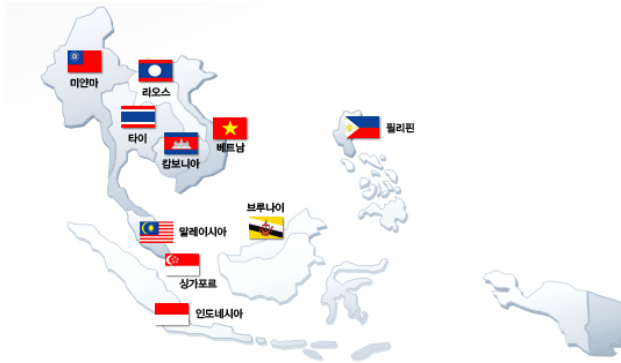 미얀마
라오스
타이
캄보니아
베트남
필리핀
브루나이
말레이시아
싱가포르
인도네시아